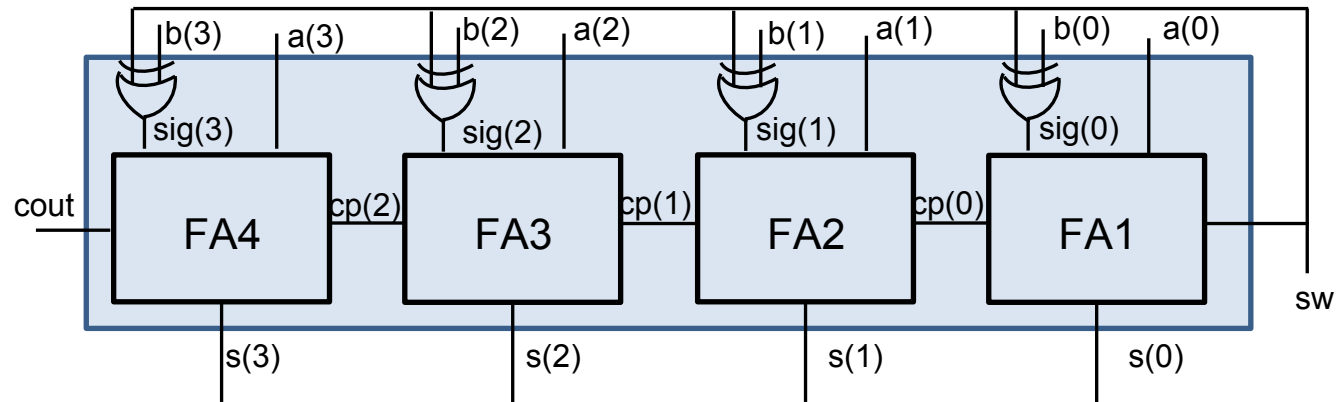 b(3) a(3) b(2) a(2) b(1) a(1) b(0) a(0)
sig(3) sig(2) sig(1) sig(0)
cout FA4 cp(2) FA3 cp(1) FA2 cp(0) FA1
sw
s(3) s(2) s(1) s(0)